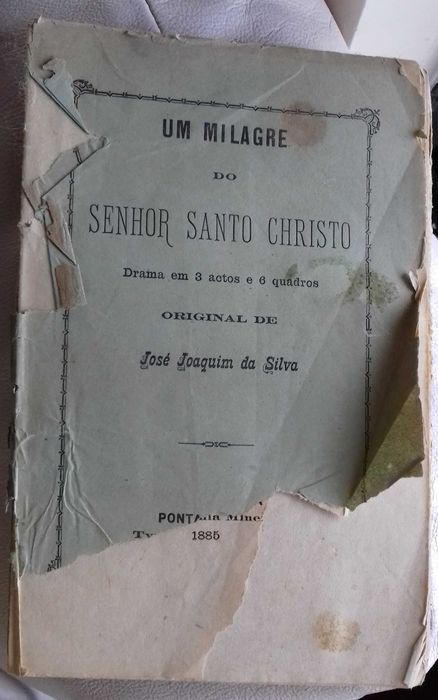 UM MILAGRE
DO
SENHOR SANTO CHRISTO
Drama em 3 actos e 6 quadros
ORIGINAL DE
José Joaquim da Silva
PONTA
1885